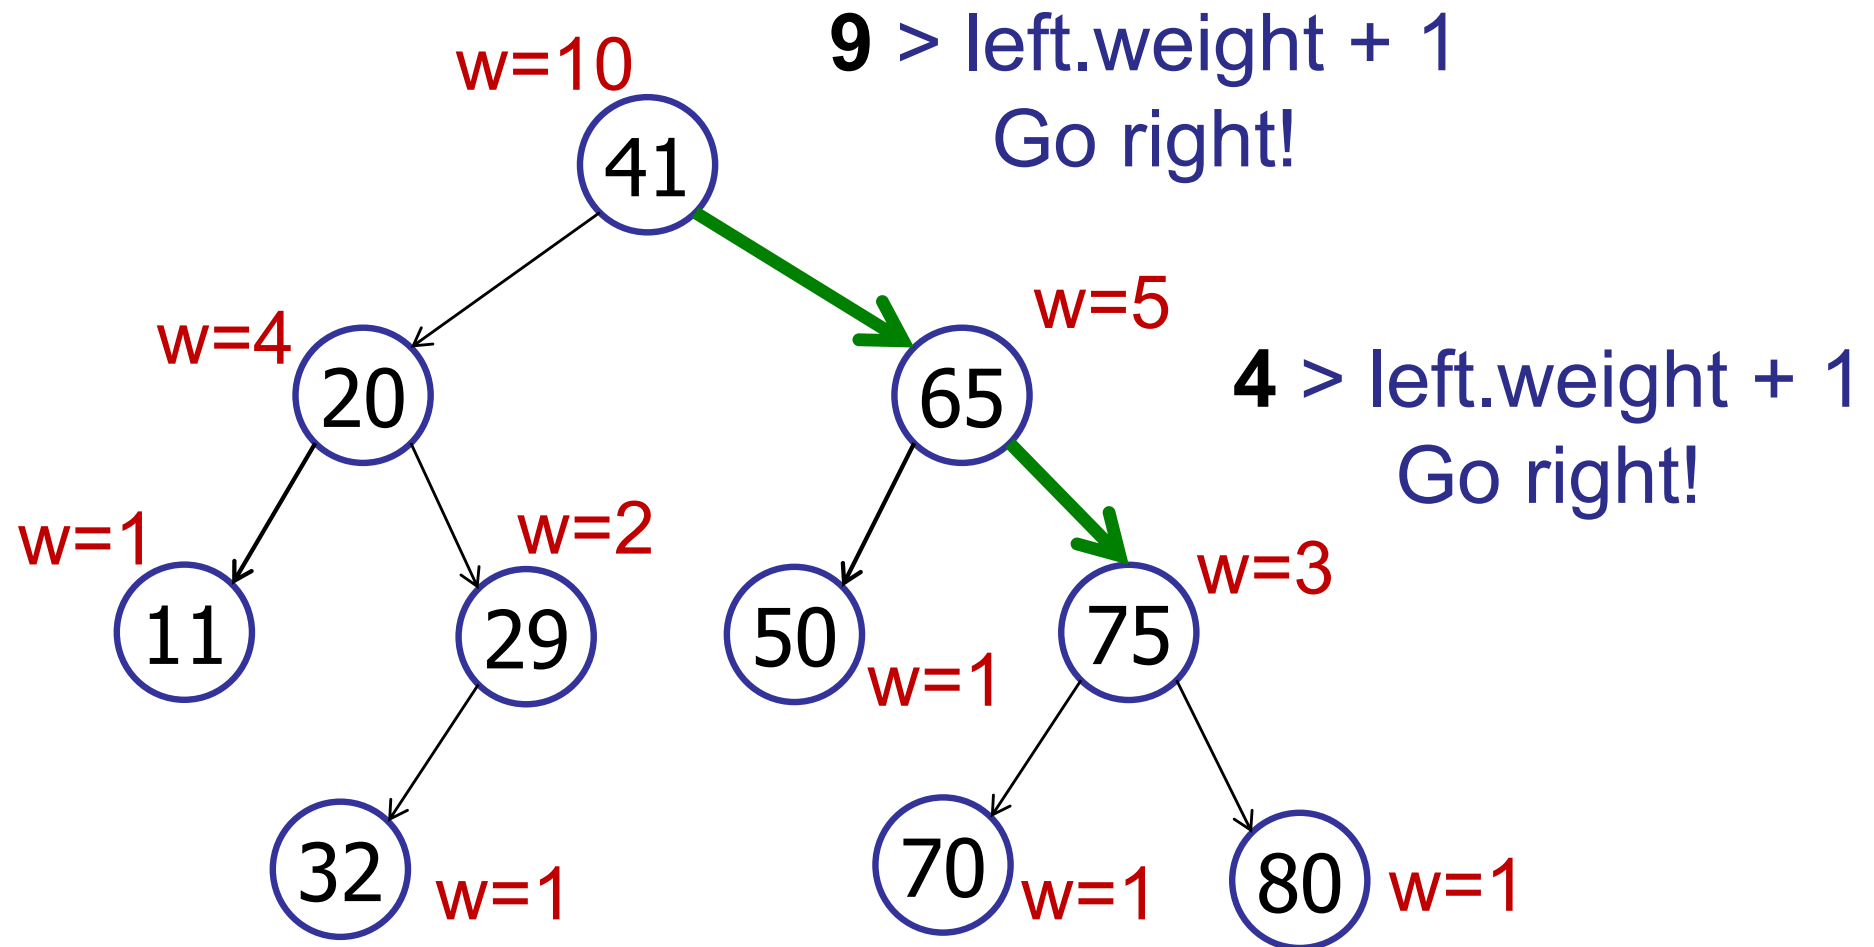 w=10
9 > left.weight + 1
Go right!
41
w=5
w=4
4 > left.weight + 1
20
65
Go right!
w=1
w=2
w=3
11
29
50
75
w=1
32
w=1
70
w=1
80
w=1